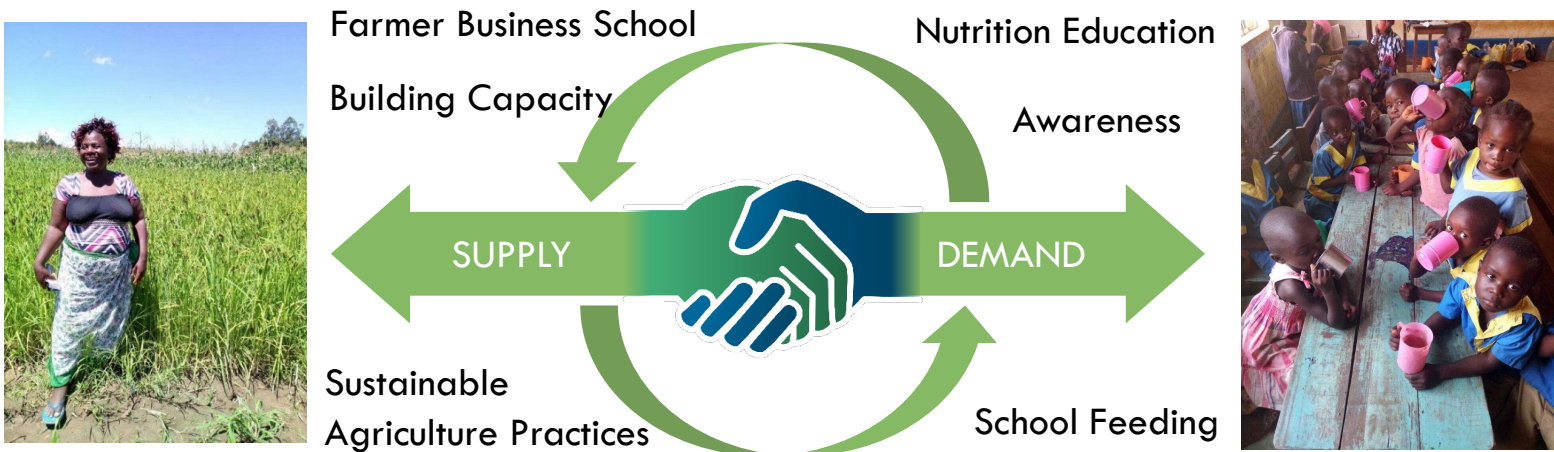 Farmer Business School
Building Capacity
Nutrition Education
Awareness
SUPPLY
DEMAND
Sustainable
Agriculture Practices
School Feeding